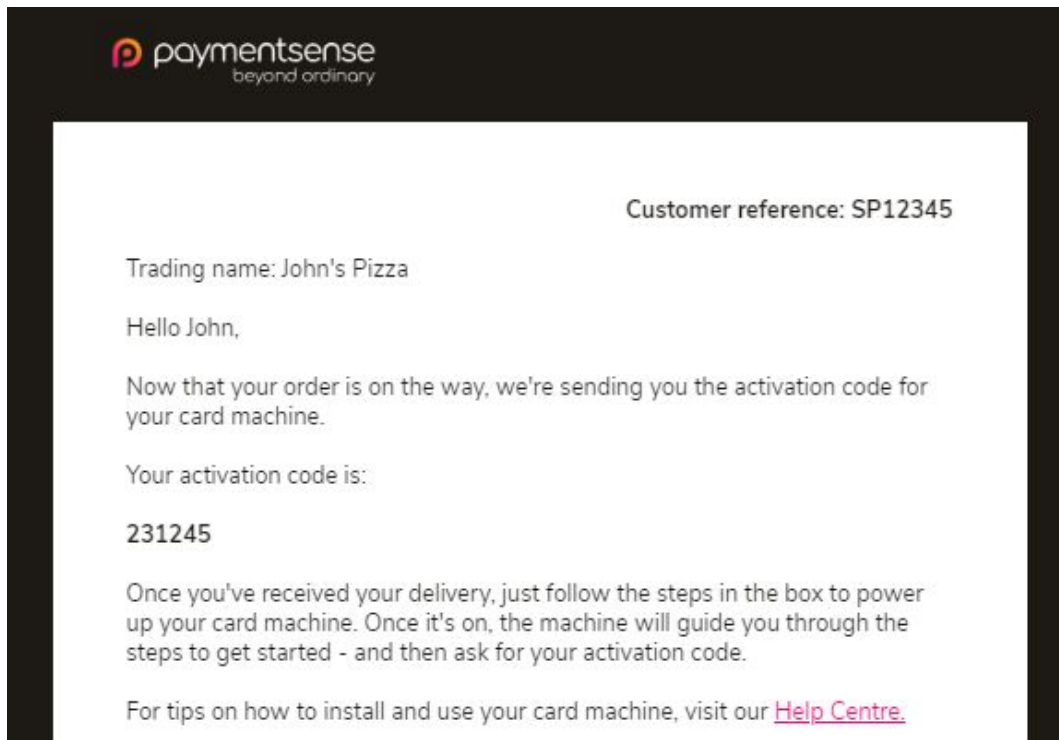 paymentsense
beyond ordinary
Customer reference: SP12345
Trading name: John's Pizza
Hello John,
Now that your order is on the way, we're sending you the activation code for
your card machine.
Your activation code is:
231245
Once you've received your delivery, just follow the steps in the box to power
up your card machine. Once it's on, the machine will guide you through the
steps to get started - and then ask for your activation code.
For tips on how to install and use your card machine, visit our Help Centre.